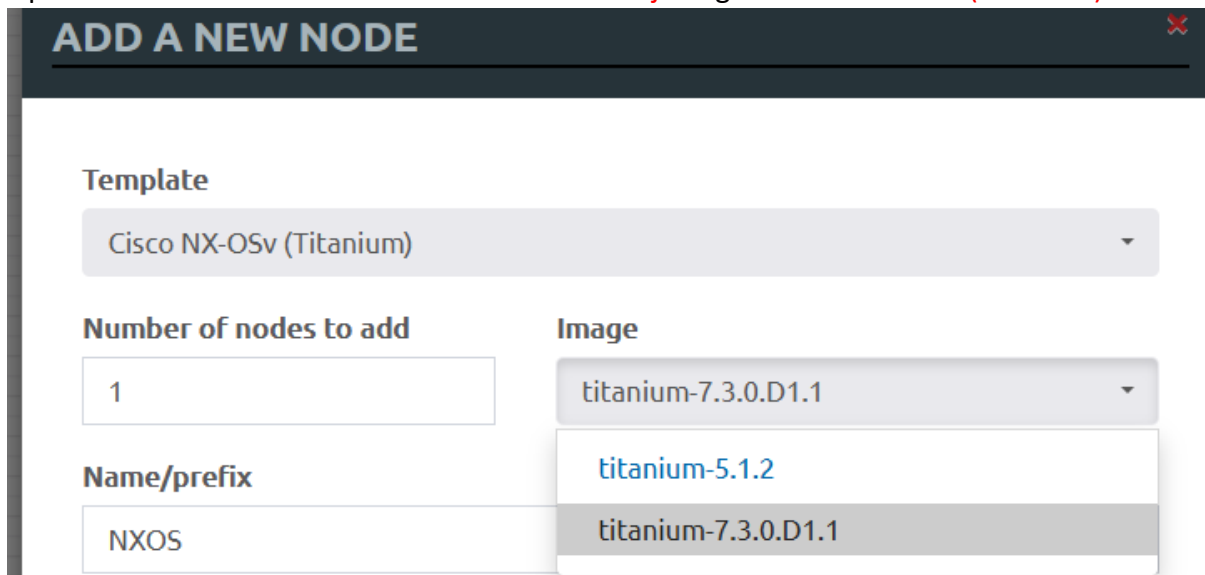 ADD A NEW NODE
Template
Cisco NX-OSv (Titanium)
Number of nodes to add
Image
1
titanium-7.3.0.D1.1
titanium-5.1.2
titanium-7.3.0.D1.1
Name/prefix
NXOS